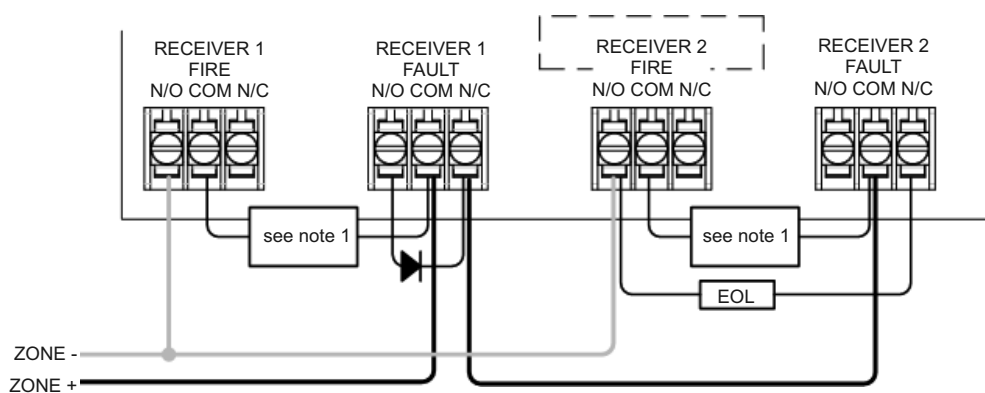 RECEIVER 1
FIRE
N/O COM N/C
RECEIVER 1
FAULT
N/O COM N/C
RECEIVER 2
FIRE
N/O COM N/C
RECEIVER 2
FAULT
N/O COM N/C
see note 1
see note 1
EOL
ZONE -
ZONE +